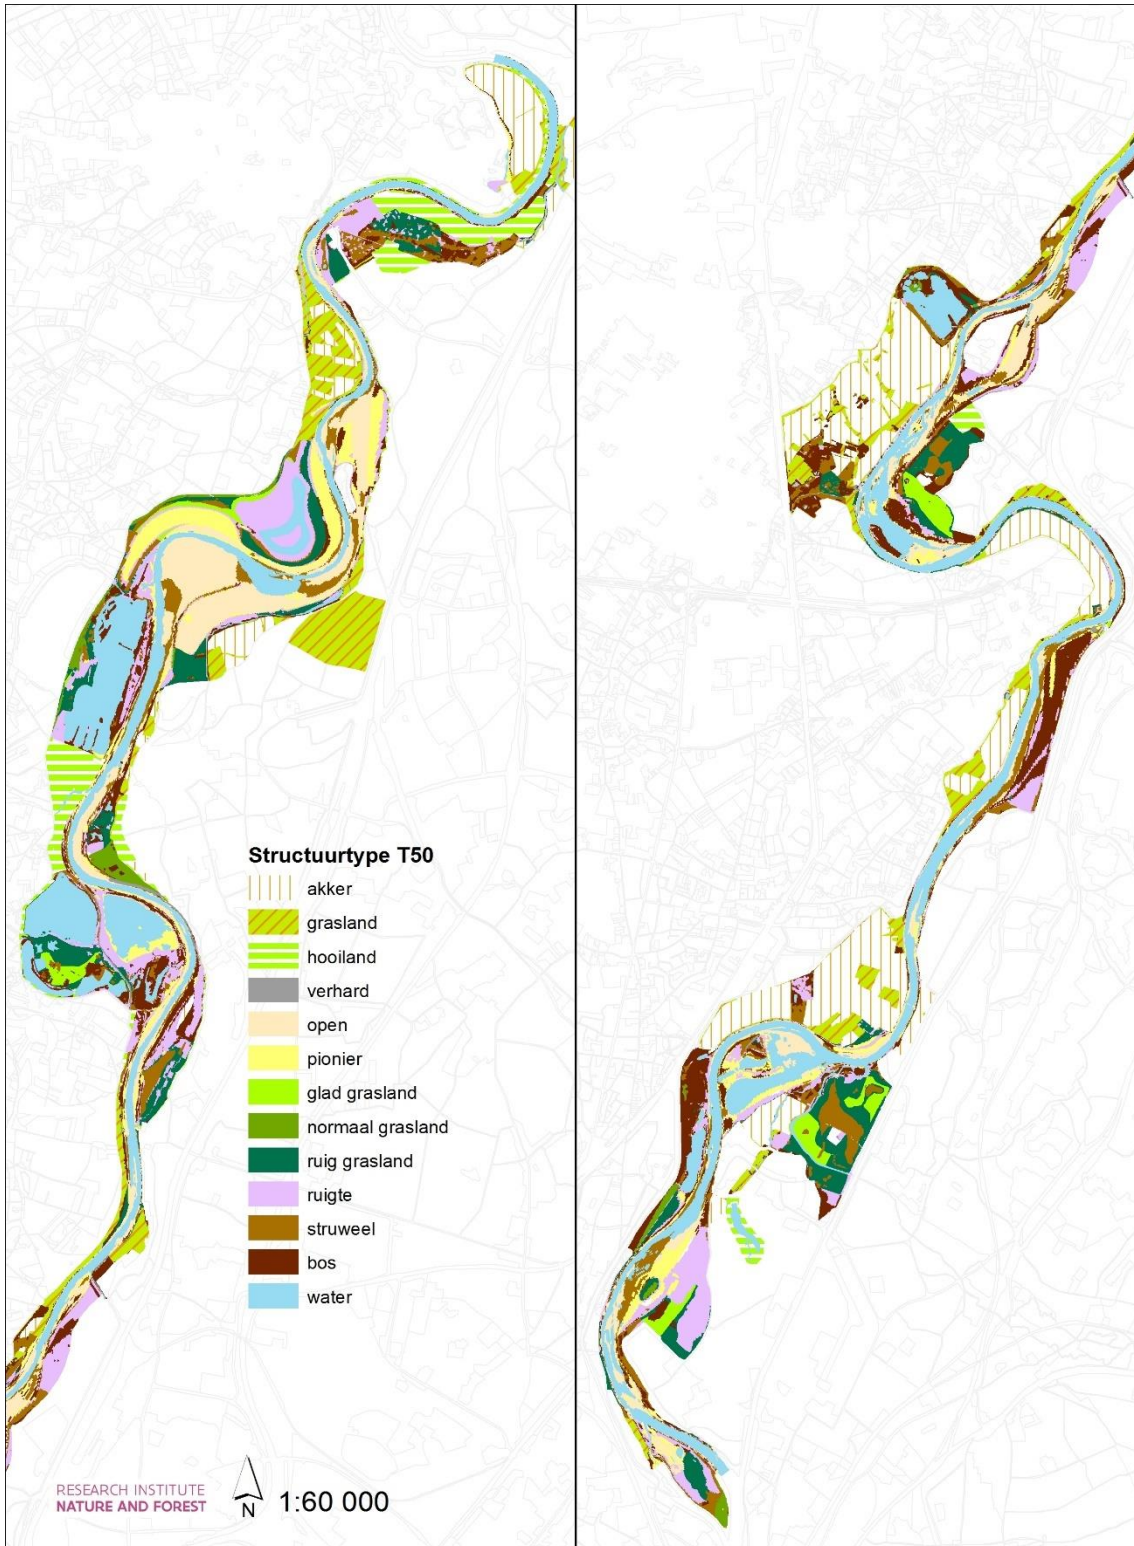 Structuurtype T50
akker
grasland
hooiland
verhard
open
pionier
glad grasland
normaal grasland
ruig grasland
ruigte
struweel
bos
water
RESEARCH INSTITUTE
NATURE AND FOREST
N
1:60 000